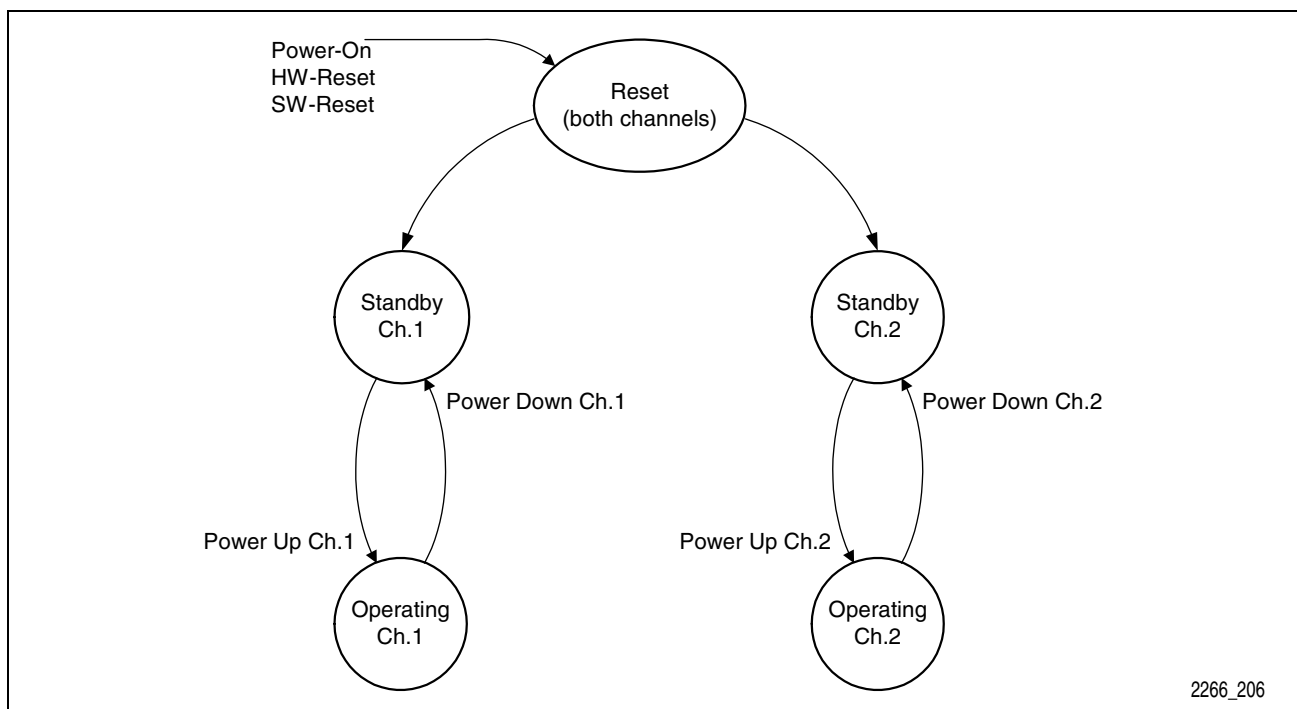 Power-On
HW-Reset
SW-Reset
Reset
(both channels)
Standby
Ch.1
Standby
Ch.2
Power Down Ch.1
Power Down Ch.2
Power Up Ch.1
Power Up Ch.2
Operating
Ch.1
Operating
Ch.2
2266_206